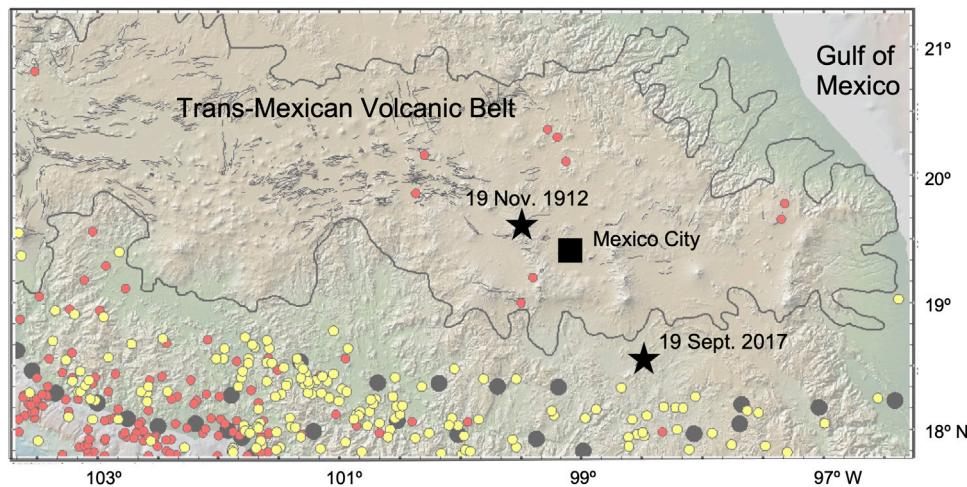 21°
Gulf of
Mexico
Trans-Mexican Volcanic Belt
20°
19 Nov. 1912
Mexico City
19°
19 Sept. 2017
18° N
103°
101°
99°
97° W